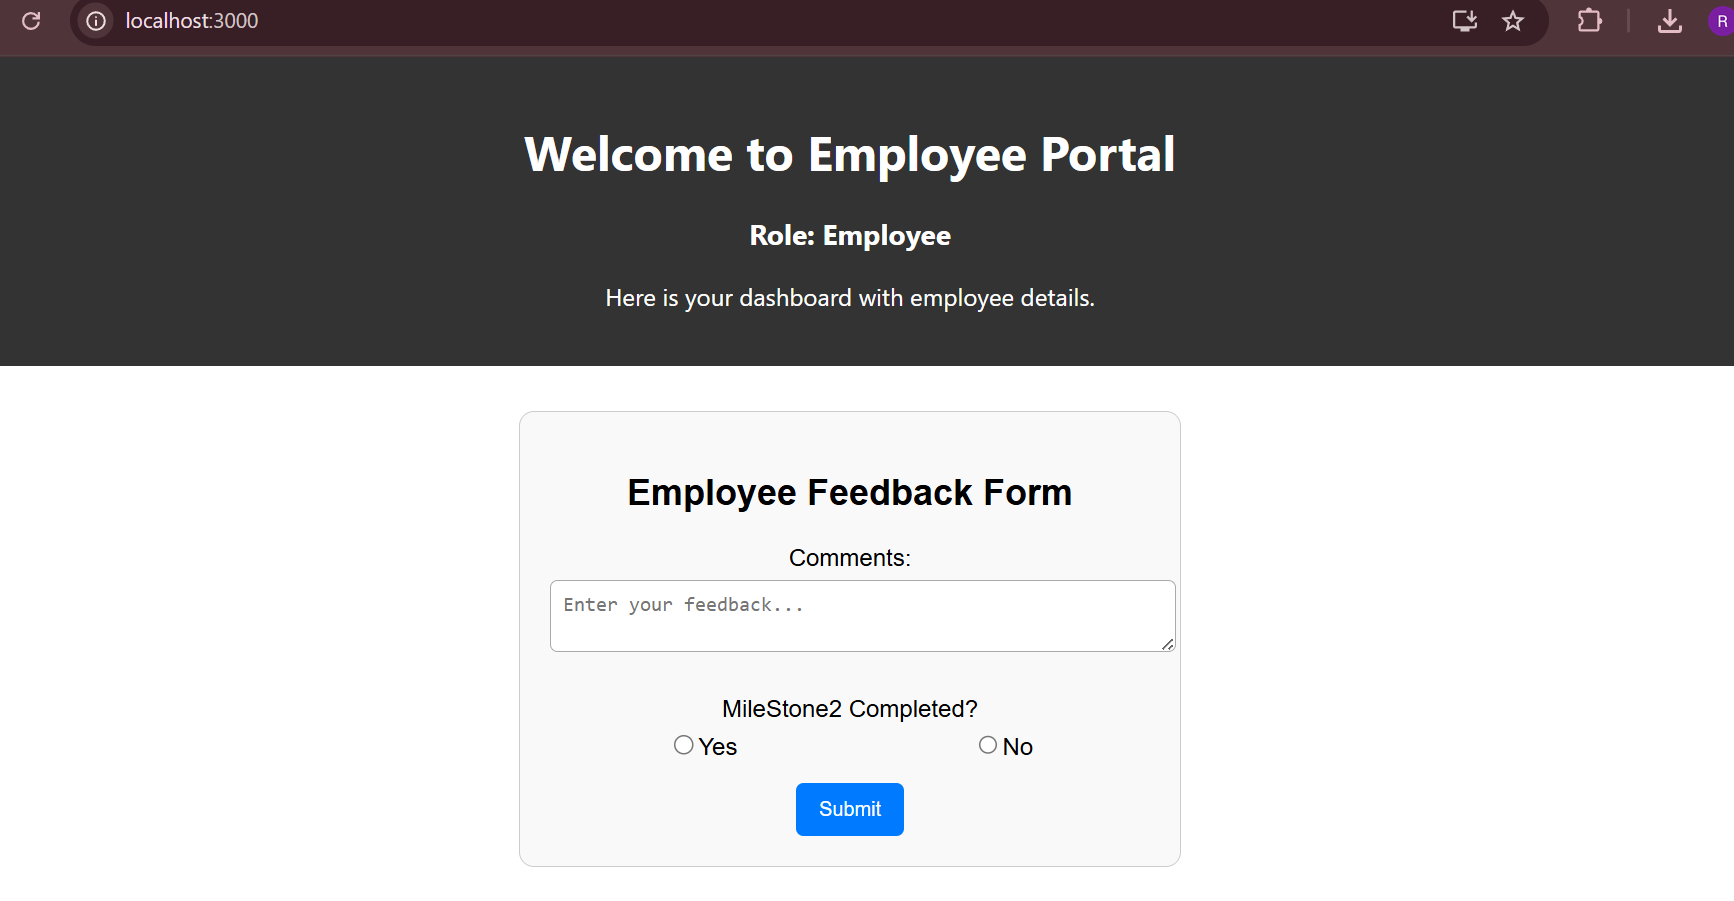 localhost:3000
R
Welcome to Employee Portal
Role: Employee
Here is your dashboard with employee details.
Employee Feedback Form
Comments:
Enter your feedback...
MileStone2 Completed?
Yes No
Submit